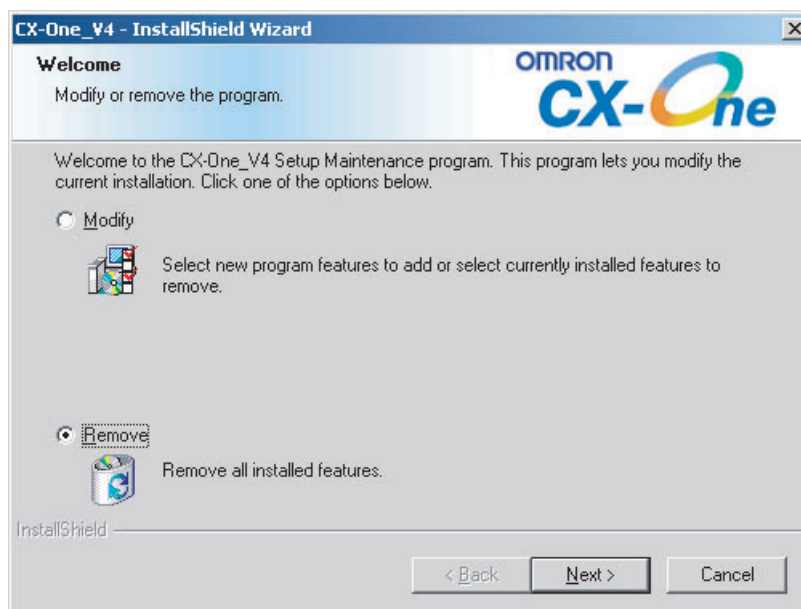 CX-One_V4 - InstallShield Wizard
Welcome
Modify or remove the program.
OMRON
CX-One
Welcome to the CX-One_V4 Setup Maintenance program. This program lets you modify the
current installation. Click one of the options below.
Modify
Select new program features to add or select currently installed features to
remove.
Remove
Remove all installed features.
InstallShield
< Back
Next >
Cancel